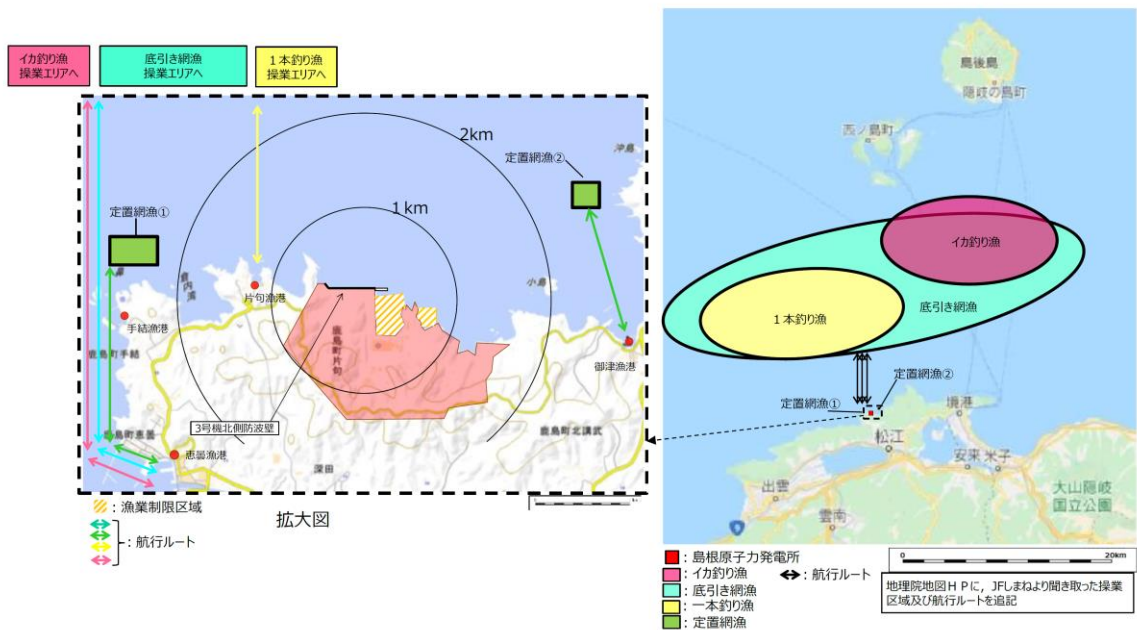 イカ釣り漁
操業エリアへ
底引き網漁
操業エリアへ
1本釣り漁
操業エリアへ
2km
1km
沖島
定置網漁②
定置網漁①
鼻
倉内湾
片句漁港
手結漁港
鹿島町手結
鹿島町片句
小島
御津漁港
3号機北側防波壁
鹿島町恵曇
恵曇漁港
深田
鹿島町北講武
:漁業制限区域
:航行ルート
拡大図
島後島
隠岐の島町
西ノ島町
イカ釣り漁
底引き網漁
1本釣り漁
定置網漁②
定置網漁①
境港
松江
安来
米子
出雲
雲南
大山隠岐
国立公園
9
0
20km
:島根原子力発電所
:イカ釣り漁
:航行ルート
:底引き網漁
:一本釣り漁
:定置網漁
地理院地図HPに,JFしまねより聞き取った操業
区域及び航行ルートを追記